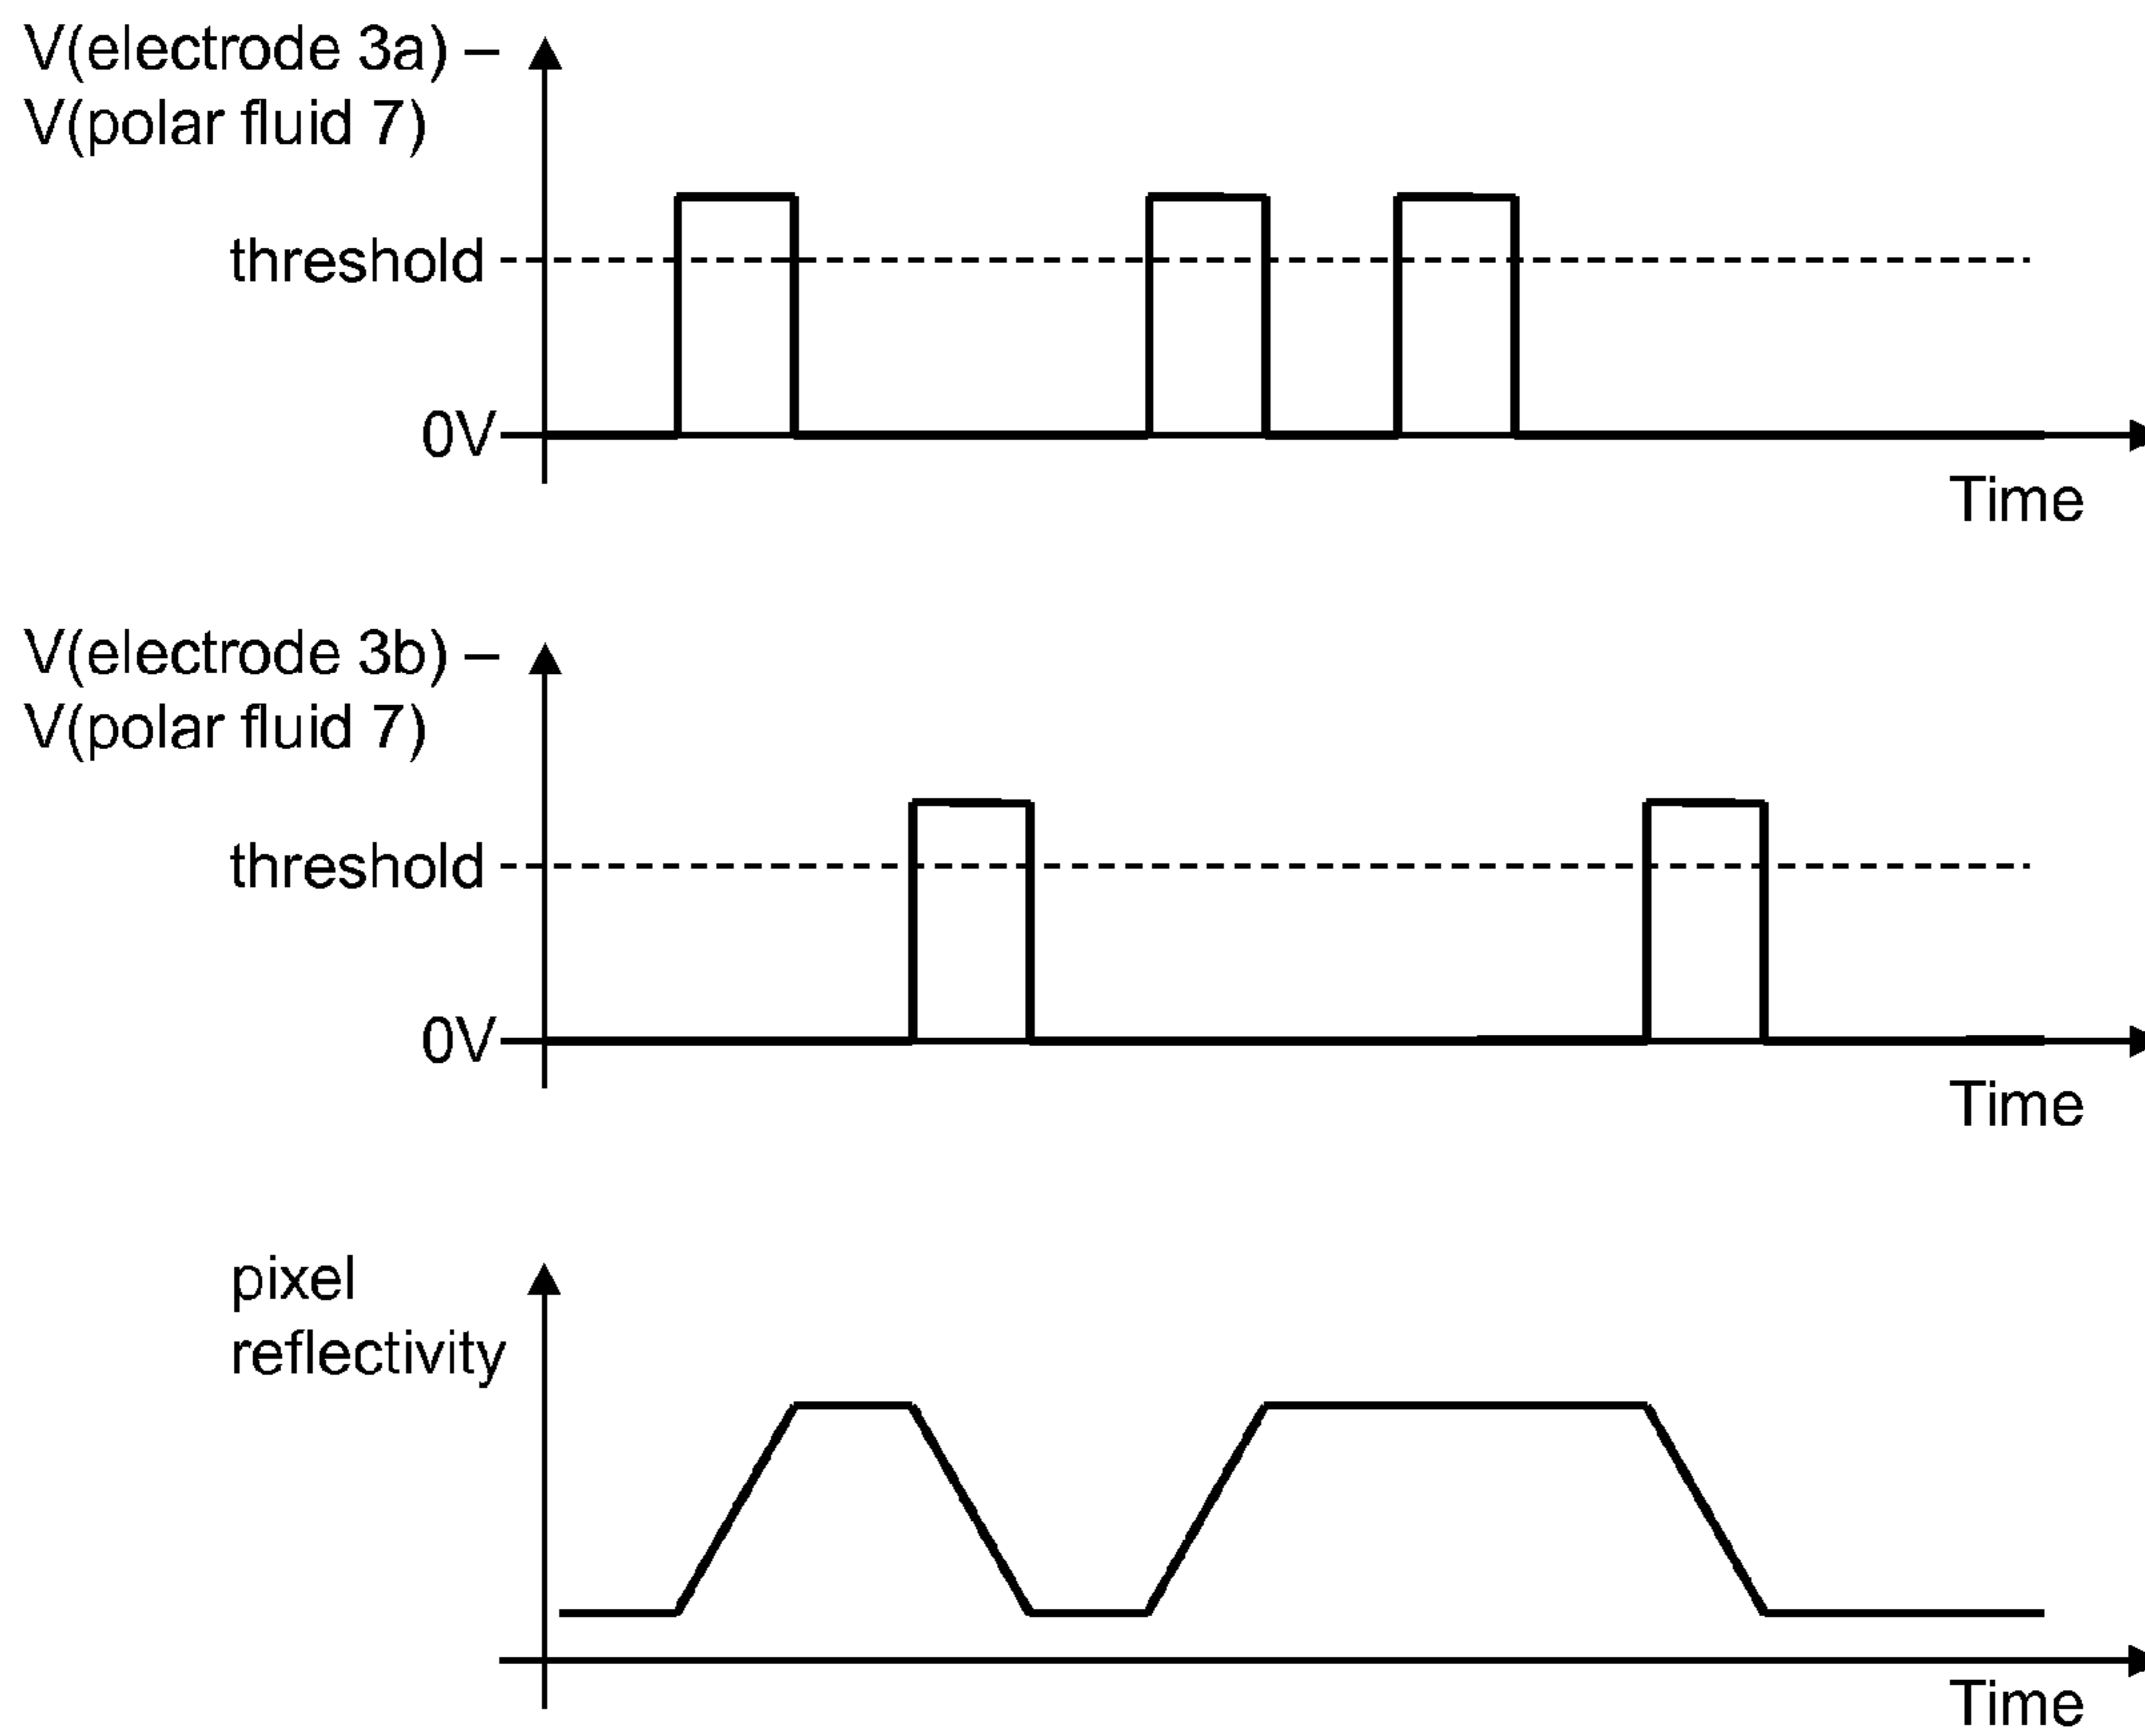 V(electrode 3a) –
V(polar fluid 7)
threshold
0V
Time
V(electrode 3b) –
V(polar fluid 7)
threshold
0V
Time
pixel
reflectivity
Time